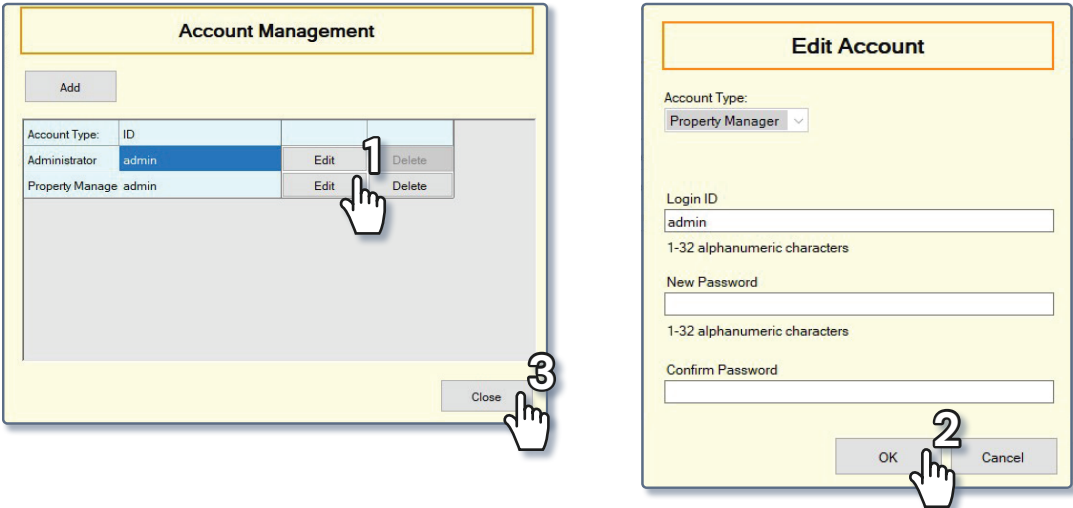 Account Management
Add
Account Type: ID
Administrator admin Edit Delete
Property Manage admin Edit Delete
1
Close
3
Edit Account
Account Type:
Property Manager
Login ID
admin
1-32 alphanumeric characters
New Password
1-32 alphanumeric characters
Confirm Password
2
OK Cancel